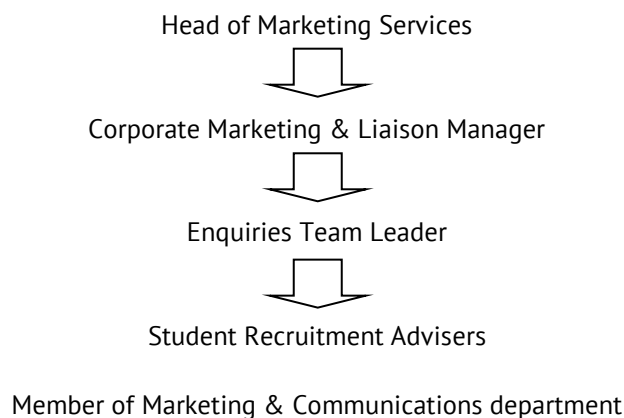 Head of Marketing Services
Corporate Marketing & Liaison Manager
Enquiries Team Leader
Student Recruitment Advisers
Member of Marketing & Communications department